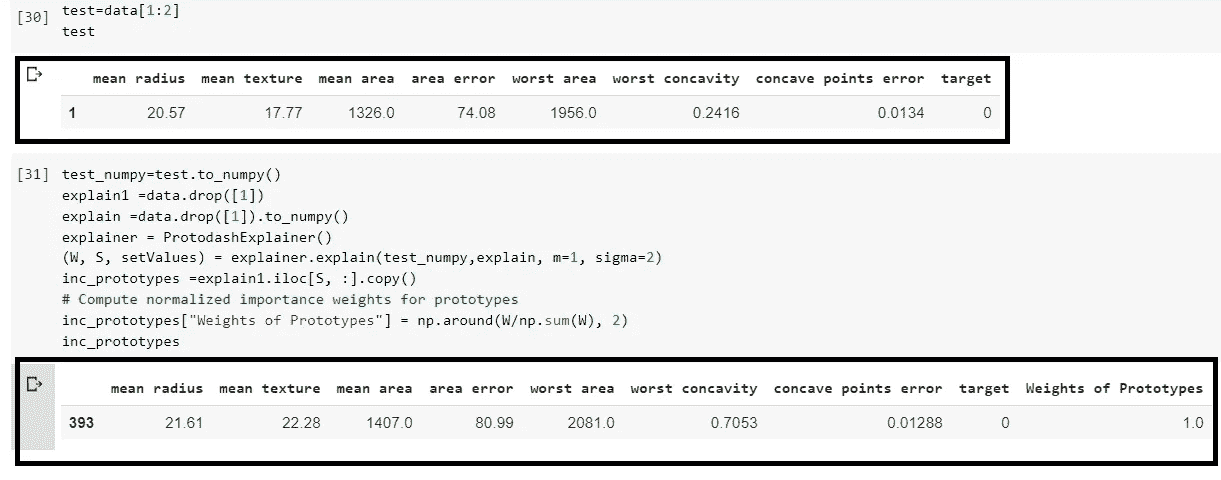 [30] test=data[1:2]
test
mean radius mean texture mean area area error worst area worst concavity concave points error target
1 20.57 17.77 1326.0 74.08 1956.0 0.2416 0.0134 0
[31] test_numpy=test.to_numpy()
explain1 =data.drop([1])
explain =data.drop([1]).to_numpy()
explainer = ProtodashExplainer()
(W, S, setValues) = explainer.explain(test_numpy,explain, m=1, sigma=2)
inc_prototypes =explain1.iloc[S, :].copy()
# Compute normalized importance weights for prototypes
inc_prototypes["Weights of Prototypes"] = np.around(W/np.sum(W), 2)
inc_prototypes
mean radius mean texture mean area area error worst area worst concavity concave points error target Weights of Prototypes
393 21.61 22.28 1407.0 80.99 2081.0 0.7053 0.01288 0 1.0